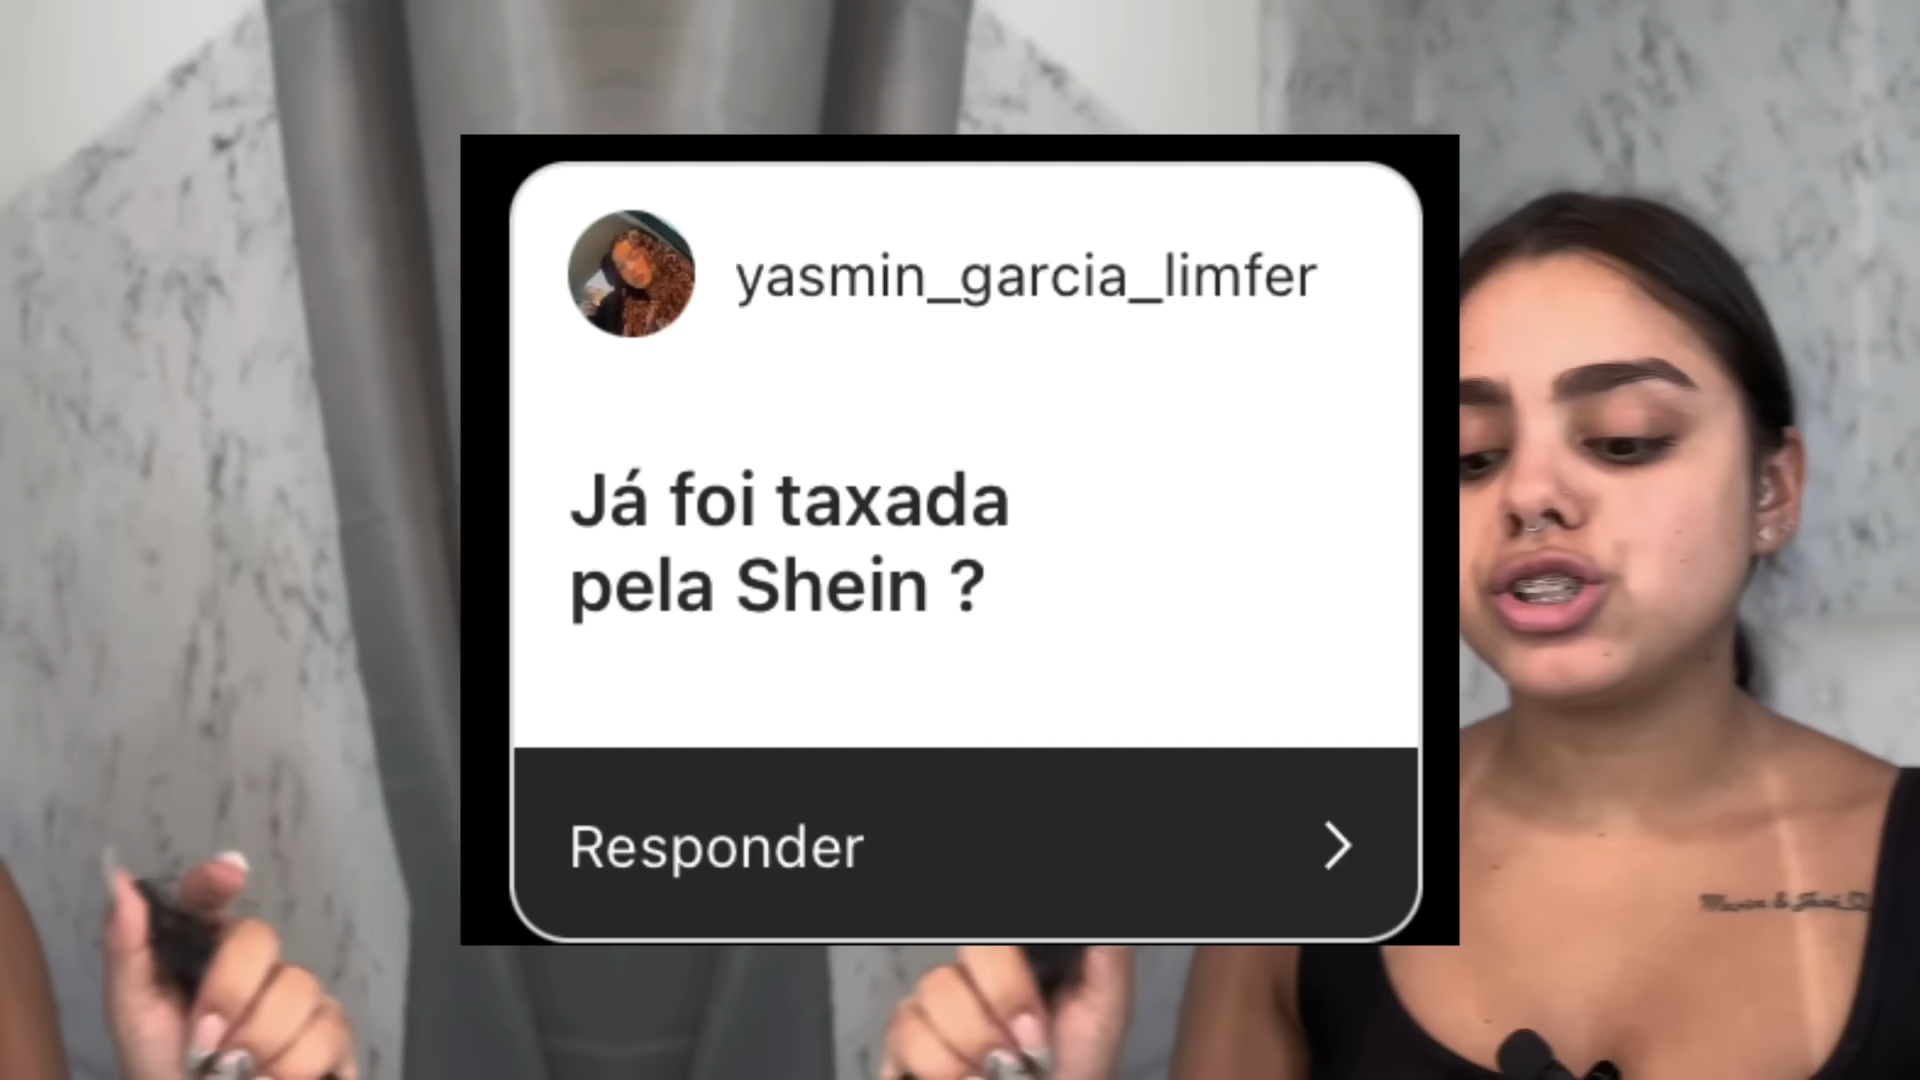 yasmin_garcia_limfer
Já foi taxada
pela Shein ?
Responder